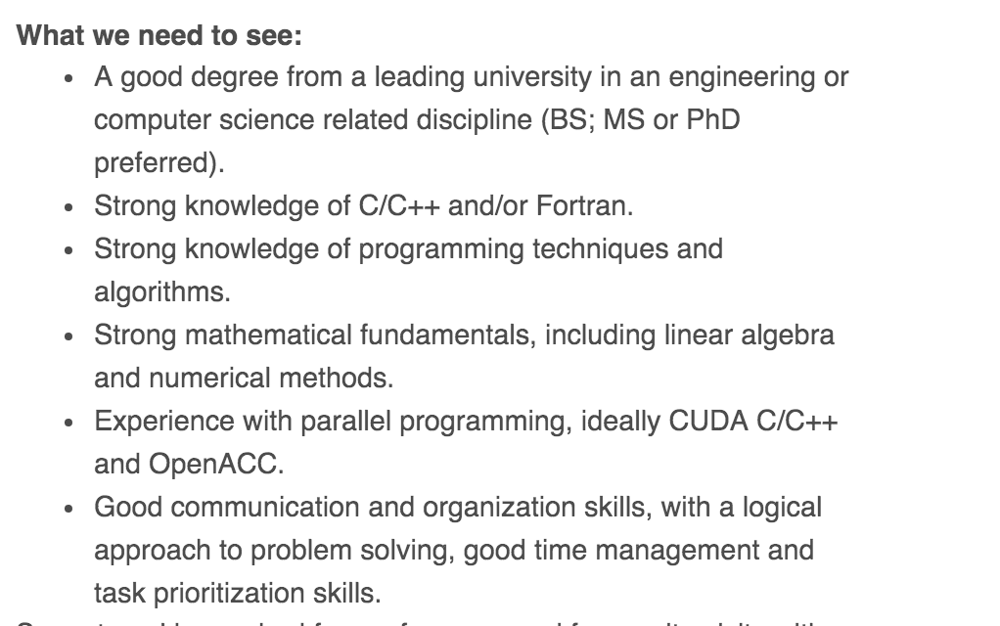 What we need to see:
• A good degree from a leading university in an engineering or
computer science related discipline (BS; MS or PhD
preferred).
• Strong knowledge of C/C++ and/or Fortran.
• Strong knowledge of programming techniques and
algorithms.
• Strong mathematical fundamentals, including linear algebra
and numerical methods.
• Experience with parallel programming, ideally CUDA C/C++
and OpenACC.
• Good communication and organization skills, with a logical
approach to problem solving, good time management and
task prioritization skills.